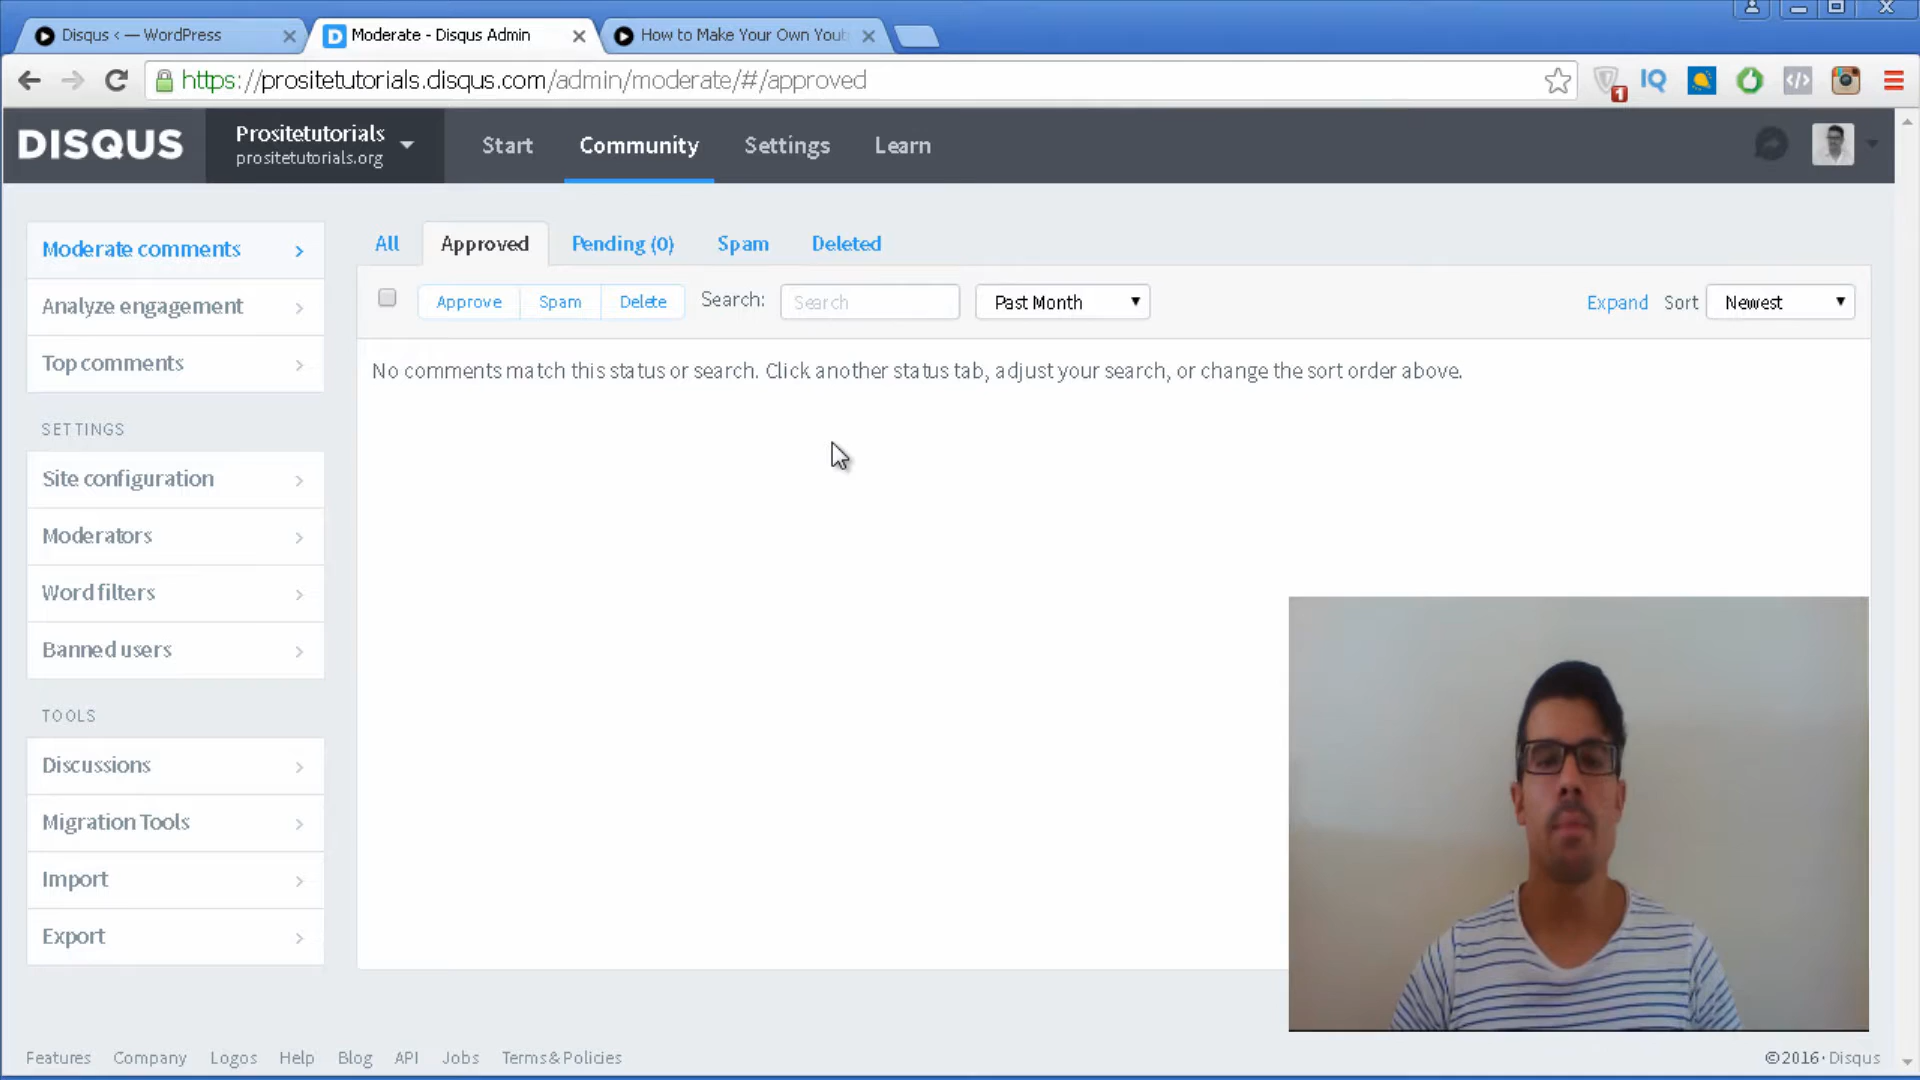 Disqus < — WordPress
Moderate - Disqus Admin
How to Make Your Own Yout
https://prositetutorials.disqus.com/admin/moderate/#/approved
1
IQ
DISQUS
Prositetutorials
prositetutorials.org
Start
Community
Settings
Learn
Moderate comments
Analyze engagement
Top comments
SETTINGS
Site configuration
Moderators
Word filters
Banned users
TOOLS
Discussions
Migration Tools
Import
Export
All
Approved
Pending (0)
Spam
Deleted
Approve
Spam
Delete
Search:
Search
Past Month
Expand
Sort
Newest
No comments match this status or search. Click another status tab, adjust your search, or change the sort order above.
Features
Company
Logos
Help
Blog
API
Jobs
Terms & Policies
©2016 · Disqus